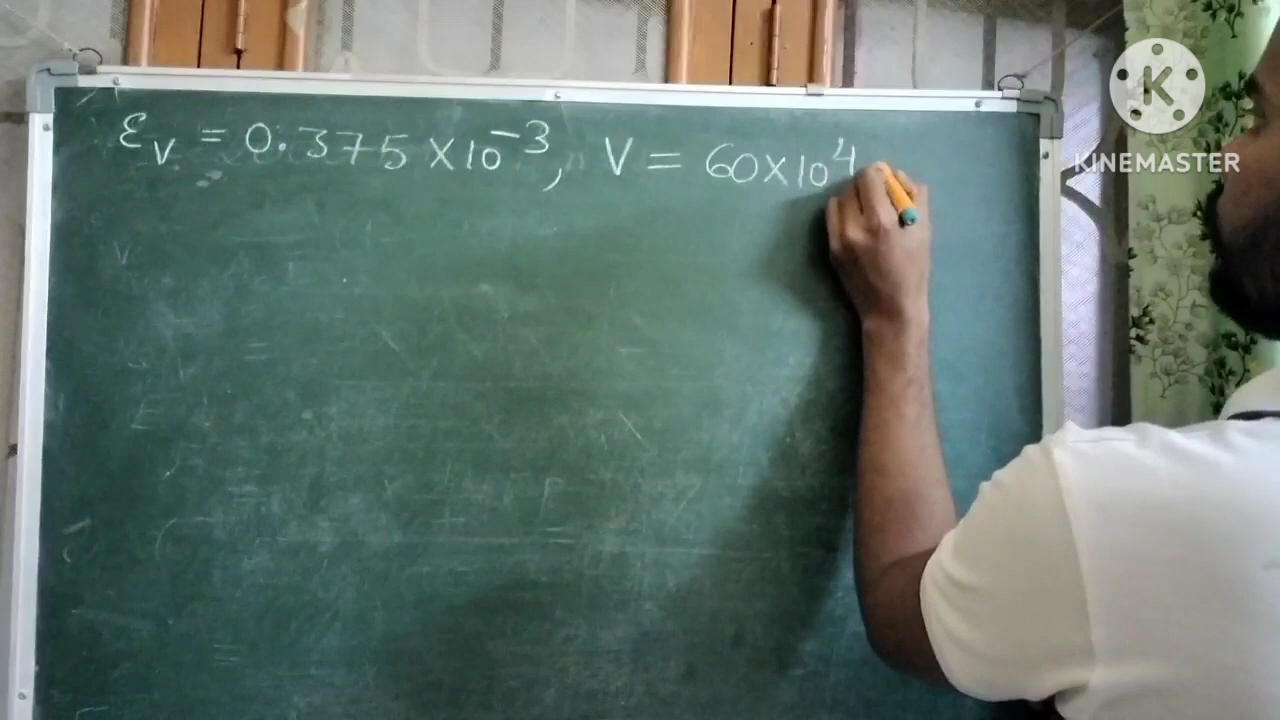 εᵥ = 0.375 × 10⁻³, V = 60 × 10⁴
K
KINEMASTER